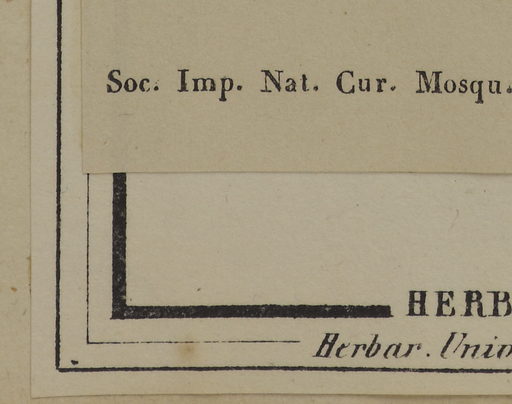 Soc. Imp. Nat. Cur. Mosqu.
HERB
Herbar. Univ